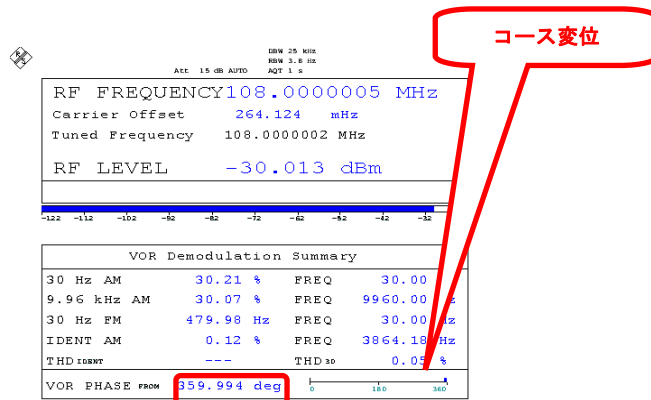 コース変位
DBW 25 kHz
RBW 3.8 Hz
Att 15 dB AUTO AQT 1 s
RF FREQUENCY 108.0000005 MHz
Carrier Offset 264.124 mHz
Tuned Frequency 108.0000002 MHz
RF LEVEL -30.013 dBm
-122 -112 -102 -92 -82 -72 -62 -52 -42 -32
VOR Demodulation Summary
30 Hz AM 30.21 % FREQ 30.00
9.96 kHz AM 30.07 % FREQ 9960.00 Hz
30 Hz FM 479.98 Hz FREQ 30.00 Hz
IDENT AM 0.12 % FREQ 3864.18 Hz
THD IDENT --- THD 30 0.05 %
VOR PHASE FROM 359.994 deg 0 180 360